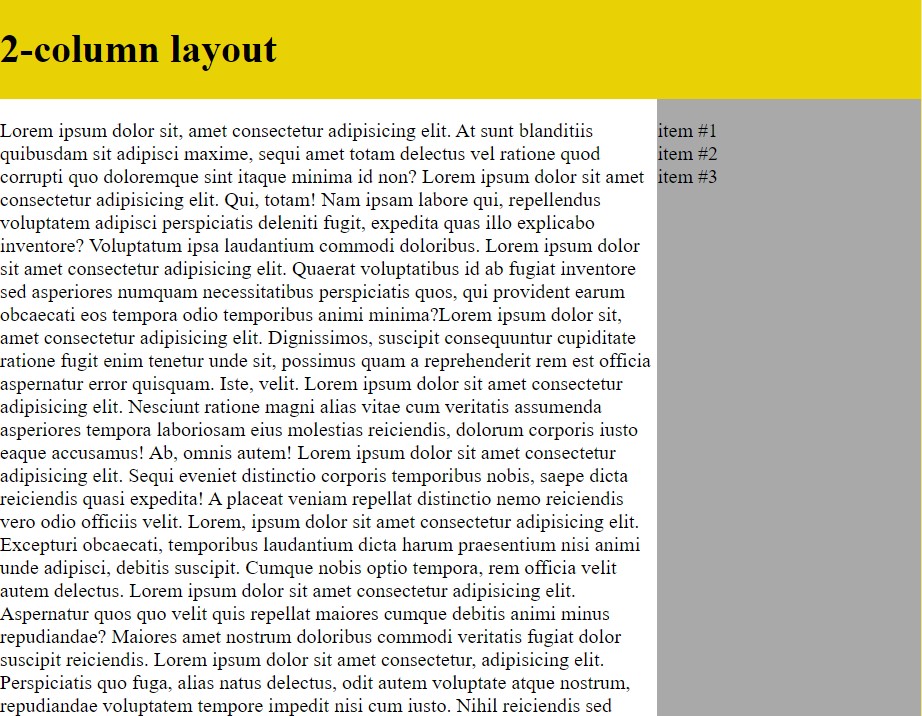 2-column layout
Lorem ipsum dolor sit, amet consectetur adipisicing elit. At sunt blanditiis
quibusdam sit adipisci maxime, sequi amet totam delectus vel ratione quod
corrupti quo doloremque sint itaque minima id non? Lorem ipsum dolor sit amet
consectetur adipisicing elit. Qui, totam! Nam ipsam labore qui, repellendus
voluptatem adipisci perspiciatis deleniti fugit, expedita quas illo explicabo
inventore? Voluptatum ipsa laudantium commodi doloribus. Lorem ipsum dolor
sit amet consectetur adipisicing elit. Quaerat voluptatibus id ab fugiat inventore
sed asperiores numquam necessitatibus perspiciatis quos, qui provident earum
obcaecati eos tempora odio temporibus animi minima?Lorem ipsum dolor sit,
amet consectetur adipisicing elit. Dignissimos, suscipit consequuntur cupiditate
ratione fugit enim tenetur unde sit, possimus quam a reprehenderit rem est officia
aspernatur error quisquam. Iste, velit. Lorem ipsum dolor sit amet consectetur
adipisicing elit. Nesciunt ratione magni alias vitae cum veritatis assumenda
asperiores tempora laboriosam eius molestias reiciendis, dolorum corporis iusto
eaque accusamus! Ab, omnis autem! Lorem ipsum dolor sit amet consectetur
adipisicing elit. Sequi eveniet distinctio corporis temporibus nobis, saepe dicta
reiciendis quasi expedita! A placeat veniam repellat distinctio nemo reiciendis
vero odio officiis velit. Lorem, ipsum dolor sit amet consectetur adipisicing elit.
Excepturi obcaecati, temporibus laudantium dicta harum praesentium nisi animi
unde adipisci, debitis suscipit. Cumque nobis optio tempora, rem officia velit
autem delectus. Lorem ipsum dolor sit amet consectetur adipisicing elit.
Aspernatur quos quo velit quis repellat maiores cumque debitis animi minus
repudiandae? Maiores amet nostrum doloribus commodi veritatis fugiat dolor
suscipit reiciendis. Lorem ipsum dolor sit amet consectetur, adipisicing elit.
Perspiciatis quo fuga, alias natus delectus, odit autem voluptate atque nostrum,
repudiandae voluptatem tempore impedit nisi cum iusto. Nihil reiciendis sed
item #1
item #2
item #3